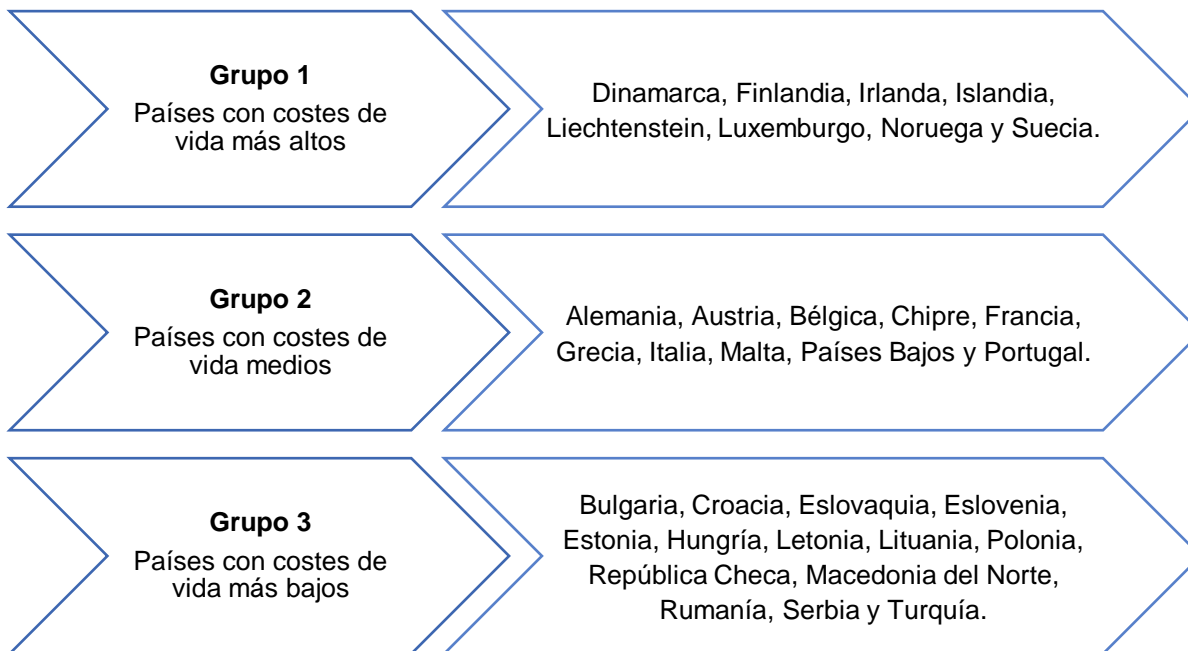 Grupo 1
Países con costes de
vida más altos
Dinamarca, Finlandia, Irlanda, Islandia,
Liechtenstein, Luxemburgo, Noruega y Suecia.
Grupo 2
Países con costes de
vida medios
Alemania, Austria, Bélgica, Chipre, Francia,
Grecia, Italia, Malta, Países Bajos y Portugal.
Grupo 3
Países con costes de
vida más bajos
Bulgaria, Croacia, Eslovaquia, Eslovenia,
Estonia, Hungría, Letonia, Lituania, Polonia,
República Checa, Macedonia del Norte,
Rumanía, Serbia y Turquía.